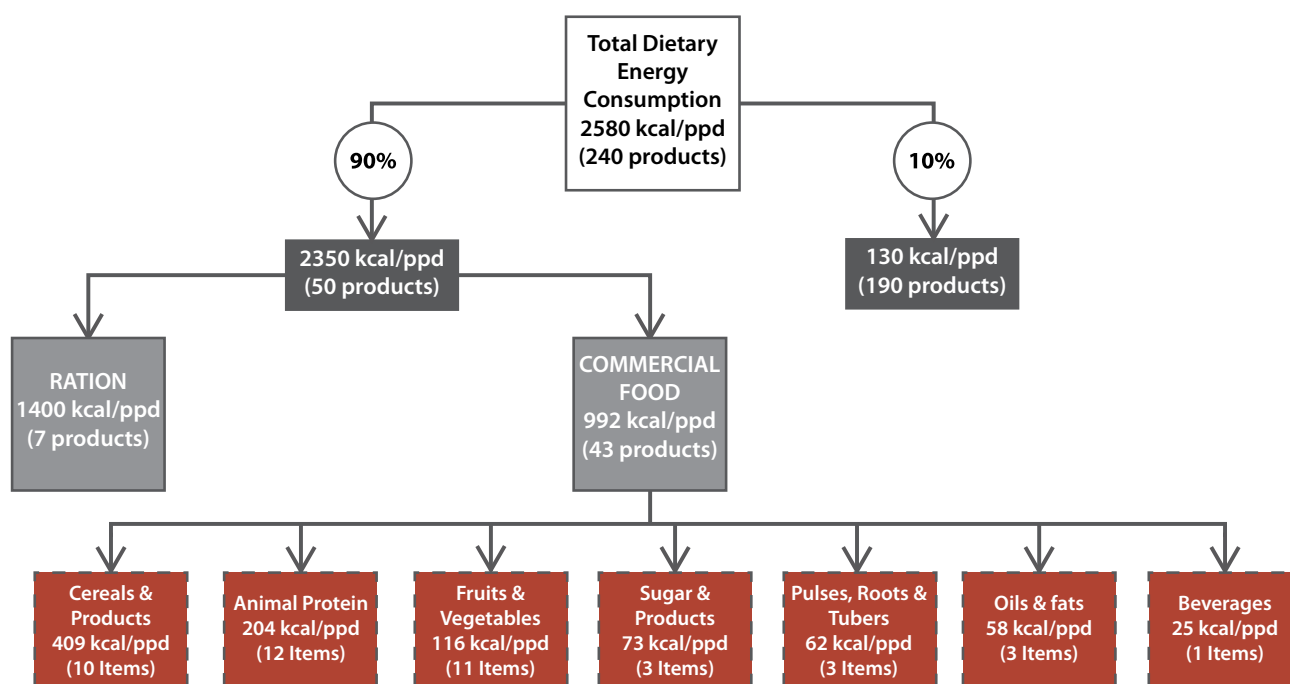 Total Dietary
Energy
Consumption
2580 kcal/ppd
(240 products)
90%
10%
2350 kcal/ppd
(50 products)
130 kcal/ppd
(190 products)
RATION
1400 kcal/ppd
(7 products)
COMMERCIAL
FOOD
992 kcal/ppd
(43 products)
Cereals &
Products
409 kcal/ppd
(10 Items)
Animal Protein
204 kcal/ppd
(12 Items)
Fruits &
Vegetables
116 kcal/ppd
(11 Items)
Sugar &
Products
73 kcal/ppd
(3 Items)
Pulses, Roots &
Tubers
62 kcal/ppd
(3 Items)
Oils & fats
58 kcal/ppd
(3 Items)
Beverages
25 kcal/ppd
(1 Items)